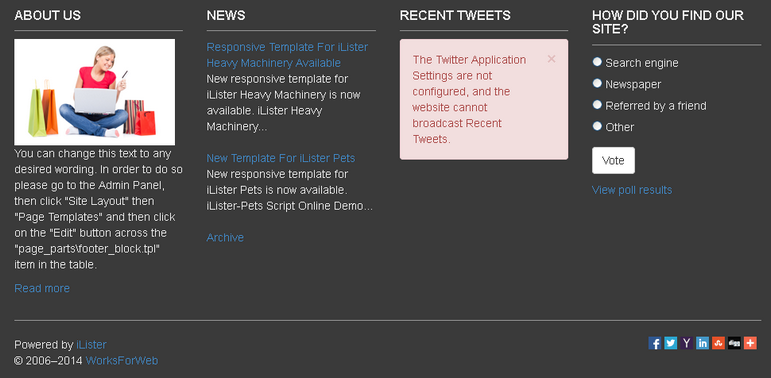 ABOUT US
You can change this text to any
desired wording. In order to do so
please go to the Admin Panel,
then click "Site Layout" then
"Page Templates" and then click
on the "Edit" button across the
"page_parts\footer_block.tpl"
item in the table.
Read more
NEWS
Responsive Template For iLister
Heavy Machinery Available
New responsive template for
iLister Heavy Machinery is now
available. iLister Heavy
Machinery...
New Template For iLister Pets
New responsive template for
iLister Pets is now available.
iLister-Pets Script Online Demo...
Archive
RECENT TWEETS
The Twitter Application
Settings are not
configured, and the
website cannot
broadcast Recent
Tweets.
×
HOW DID YOU FIND OUR
SITE?
Search engine
Newspaper
Referred by a friend
Other
Vote
View poll results
Powered by iLister
© 2006–2014 WorksForWeb